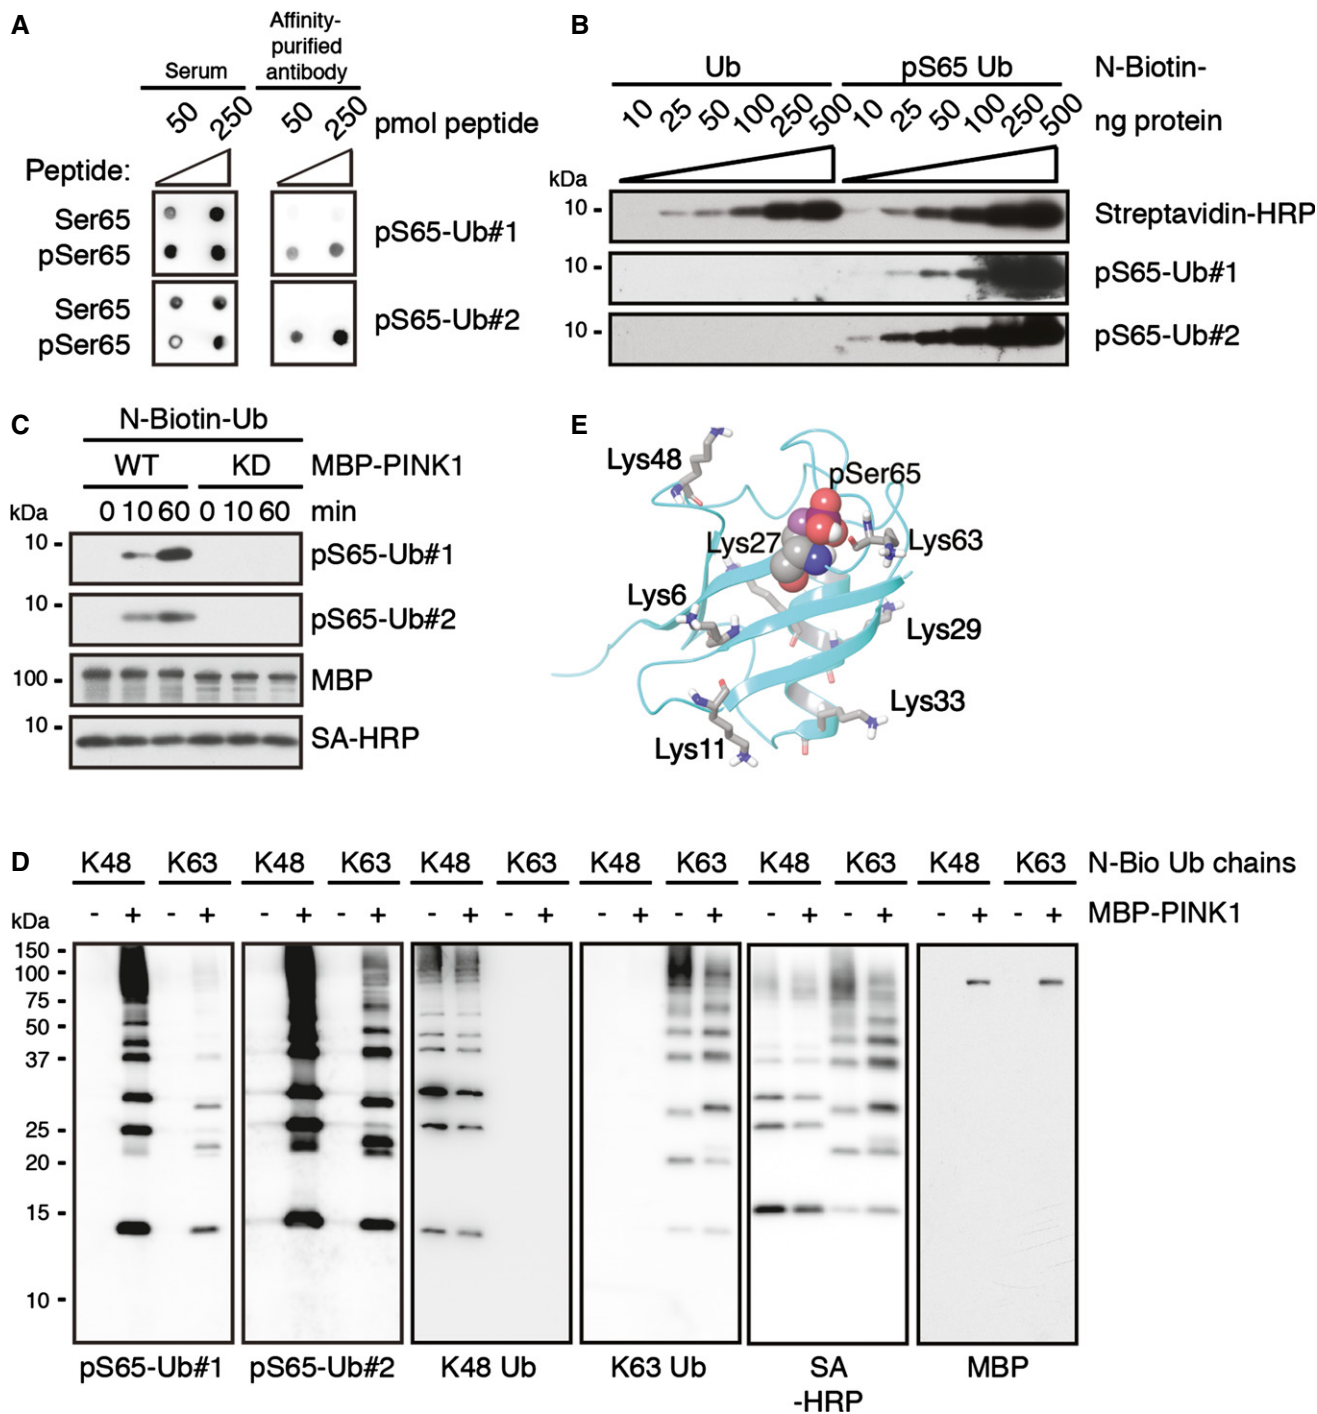 A
Serum
Affinity-
purified
antibody
50 250 50 250 pmol peptide
Peptide:
Ser65
pSer65
pS65-Ub#1
Ser65
pSer65
pS65-Ub#2
B
Ub pS65 Ub N-Biotin-
10 25 50 100 250 500 10 25 50 100 250 500 ng protein
kDa
10 - Streptavidin-HRP
10 - pS65-Ub#1
10 - pS65-Ub#2
C
N-Biotin-Ub
WT KD MBP-PINK1
kDa 0 10 60 0 10 60 min
10 - pS65-Ub#1
10 - pS65-Ub#2
100 - MBP
10 - SA-HRP
E
Lys48
pSer65
Lys27
Lys63
Lys6
Lys29
Lys33
Lys11
D
K48 K63 K48 K63 K48 K63 K48 K63 K48 K63 K48 K63 N-Bio Ub chains
kDa - + - + - + - + - + - + - + - + - + - + - + - + MBP-PINK1
150 -
100 -
75 -
50 -
37 -
25 -
20 -
15 -
10 -
pS65-Ub#1 pS65-Ub#2 K48 Ub K63 Ub SA MBP
-HRP